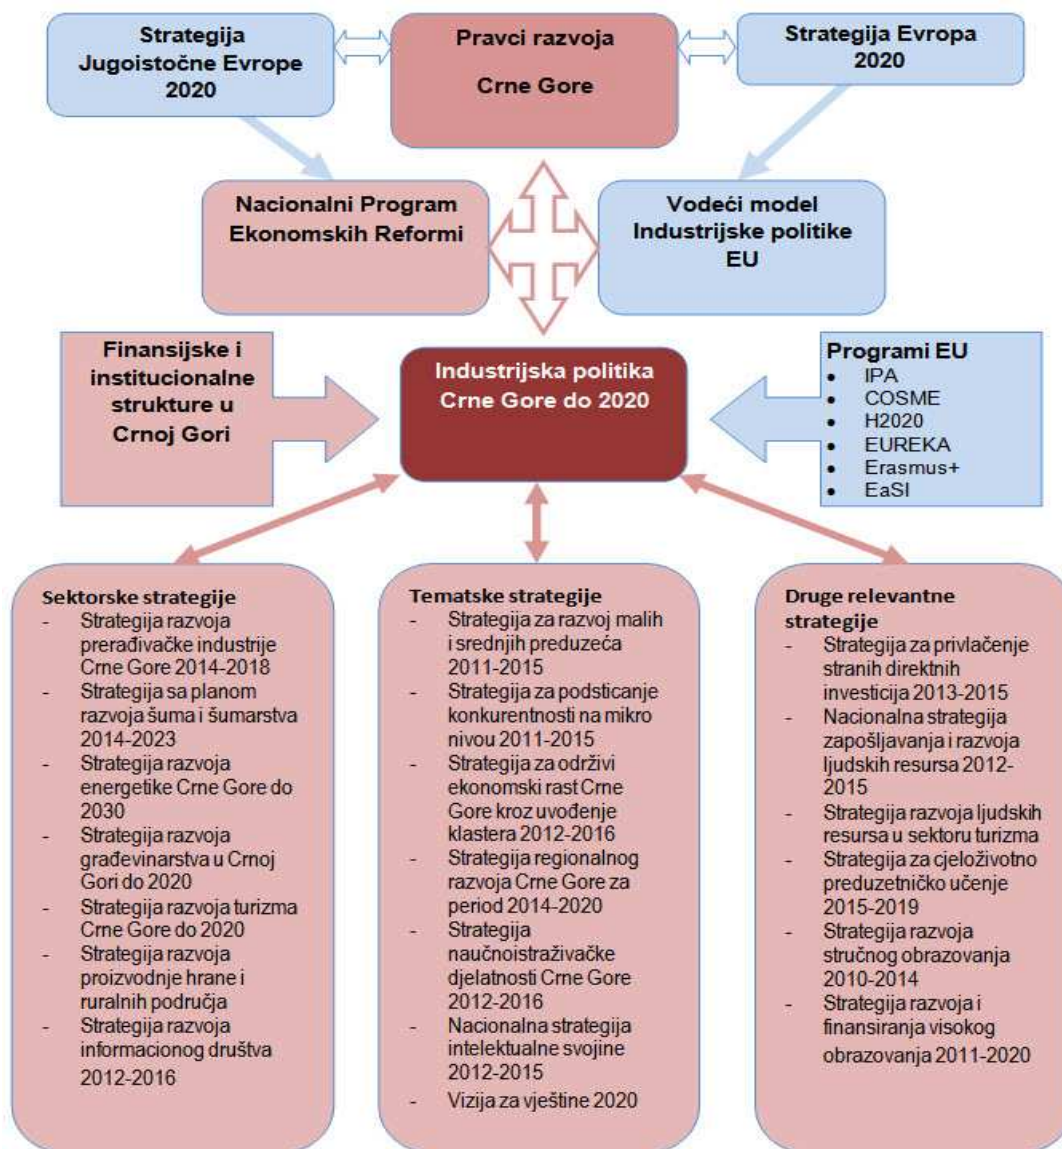 Strategija
Jugoistočne Evrope
2020
Pravci razvoja
Crne Gore
Strategija Evropa
2020
Nacionalni Program
Ekonomskih Reformi
Vodeći model
Industrijske politike
EU
Finansijske i
institucionalne
strukture u
Crnoj Gori
Industrijska politika
Crne Gore do 2020
Programi EU
• IPA
• COSME
• H2020
• EUREKA
• Erasmus+
• EaSI
Sektorske strategije
- Strategija razvoja
prerađivačke industrije
Crne Gore 2014-2018
- Strategija sa planom
razvoja šuma i šumarstva
2014-2023
- Strategija razvoja
energetike Crne Gore do
2030
- Strategija razvoja
građevinarstva u Crnoj
Gori do 2020
- Strategija razvoja turizma
Crne Gore do 2020
- Strategija razvoja
proizvodnje hrane i
ruralnih područja
- Strategija razvoja
informacionog društva
2012-2016
Tematske strategije
- Strategija za razvoj malih
i srednjih preduzeća
2011-2015
- Strategija za podsticanje
konkurentnosti na mikro
nivou 2011-2015
- Strategija za održivi
ekonomski rast Crne
Gore kroz uvođenje
klastera 2012-2016
- Strategija regionalnog
razvoja Crne Gore za
period 2014-2020
- Strategija
naučnoistraživačke
djelatnosti Crne Gore
2012-2016
- Nacionalna strategija
intelektualne svojine
2012-2015
- Vizija za vještine 2020
Druge relevantne
strategije
- Strategija za privlačenje
stranih direktnih
investicija 2013-2015
- Nacionalna strategija
zapošljavanja i razvoja
ljudskih resursa 2012-
2015
- Strategija razvoja ljudskih
resursa u sektoru turizma
- Strategija za cjeloživotno
preduzetničko učenje
2015-2019
- Strategija razvoja
stručnog obrazovanja
2010-2014
- Strategija razvoja i
finansiranja visokog
obrazovanja 2011-2020